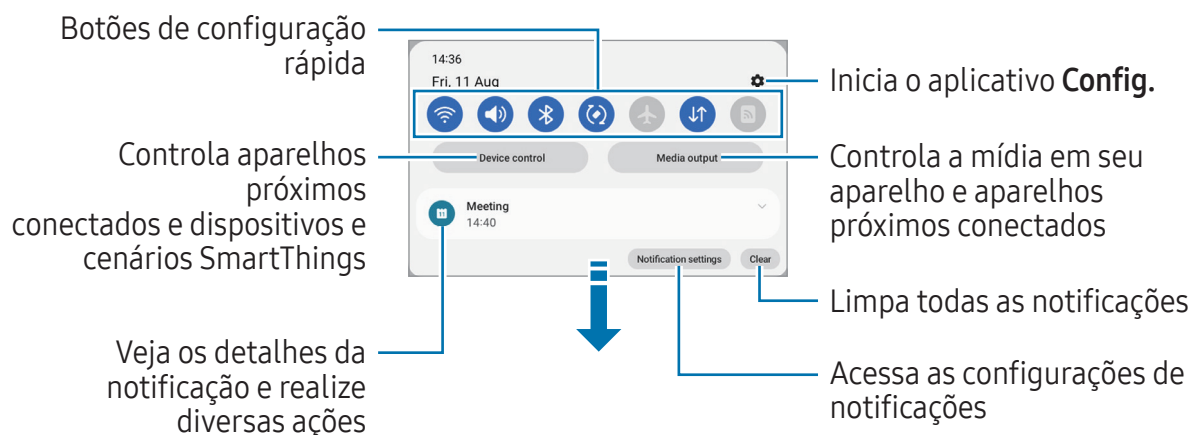 Botões de configuração
rápida
Controla aparelhos
próximos
conectados e dispositivos e
cenários SmartThings
Veja os detalhes da
notificação e realize
diversas ações
14:36
Fri, 11 Aug
Device control
Media output
11
Meeting
14:40
Notification settings
Clear
Inicia o aplicativo Config.
Controla a mídia em seu
aparelho e aparelhos
próximos conectados
Limpa todas as notificações
Acessa as configurações de
notificações